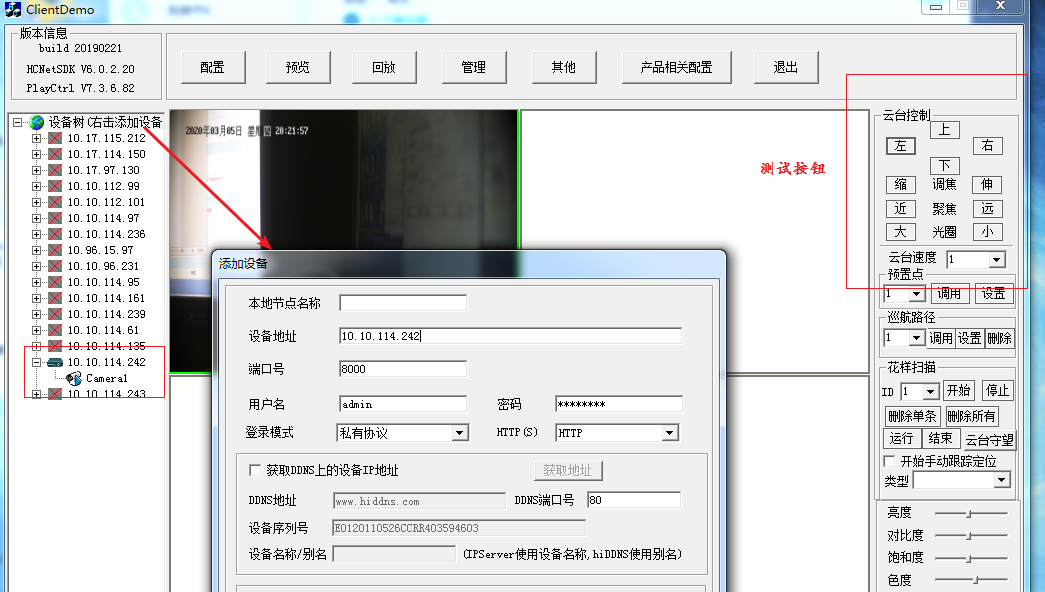 ClientDemo
版本信息
build 20190221
HCNetSDK V6.0.2.20
PlayCtrl V7.3.6.82
配置
预览
回放
管理
其他
产品相关配置
退出
设备树(右击添加设备
10.17.115.212
10.17.114.150
10.17.97.130
10.10.112.99
10.10.112.101
10.10.114.97
10.10.114.236
10.96.15.97
10.10.96.231
10.10.114.95
10.10.114.161
10.10.114.239
10.10.114.61
10.10.114.135
10.10.114.242
Camera1
10.10.114.243
2020年03月05日 星期四 20:21:57
测试按钮
添加设备
本地节点名称
设备地址 10.10.114.242
端口号 8000
用户名 admin 密码 ********
登录模式 私有协议 HTTP(S) HTTP
获取DDNS上的设备IP地址 获取地址
DDNS地址 www.hiddns.com DDNS端口号 80
设备序列号 E0120110526CCRR403594603
设备名称/别名 (IPServer使用设备名称,hiDDNS使用别名)
云台控制
上
左 右
下
缩 调焦 伸
近 聚焦 远
大 光圈 小
云台速度 1
预置点
1 调用 设置
巡航路径
1 调用 设置 删除
花样扫描
ID 1 开始 停止
删除单条 删除所有
运行 结束 云台守望
开始手动跟踪定位
类型
亮度
对比度
饱和度
色度